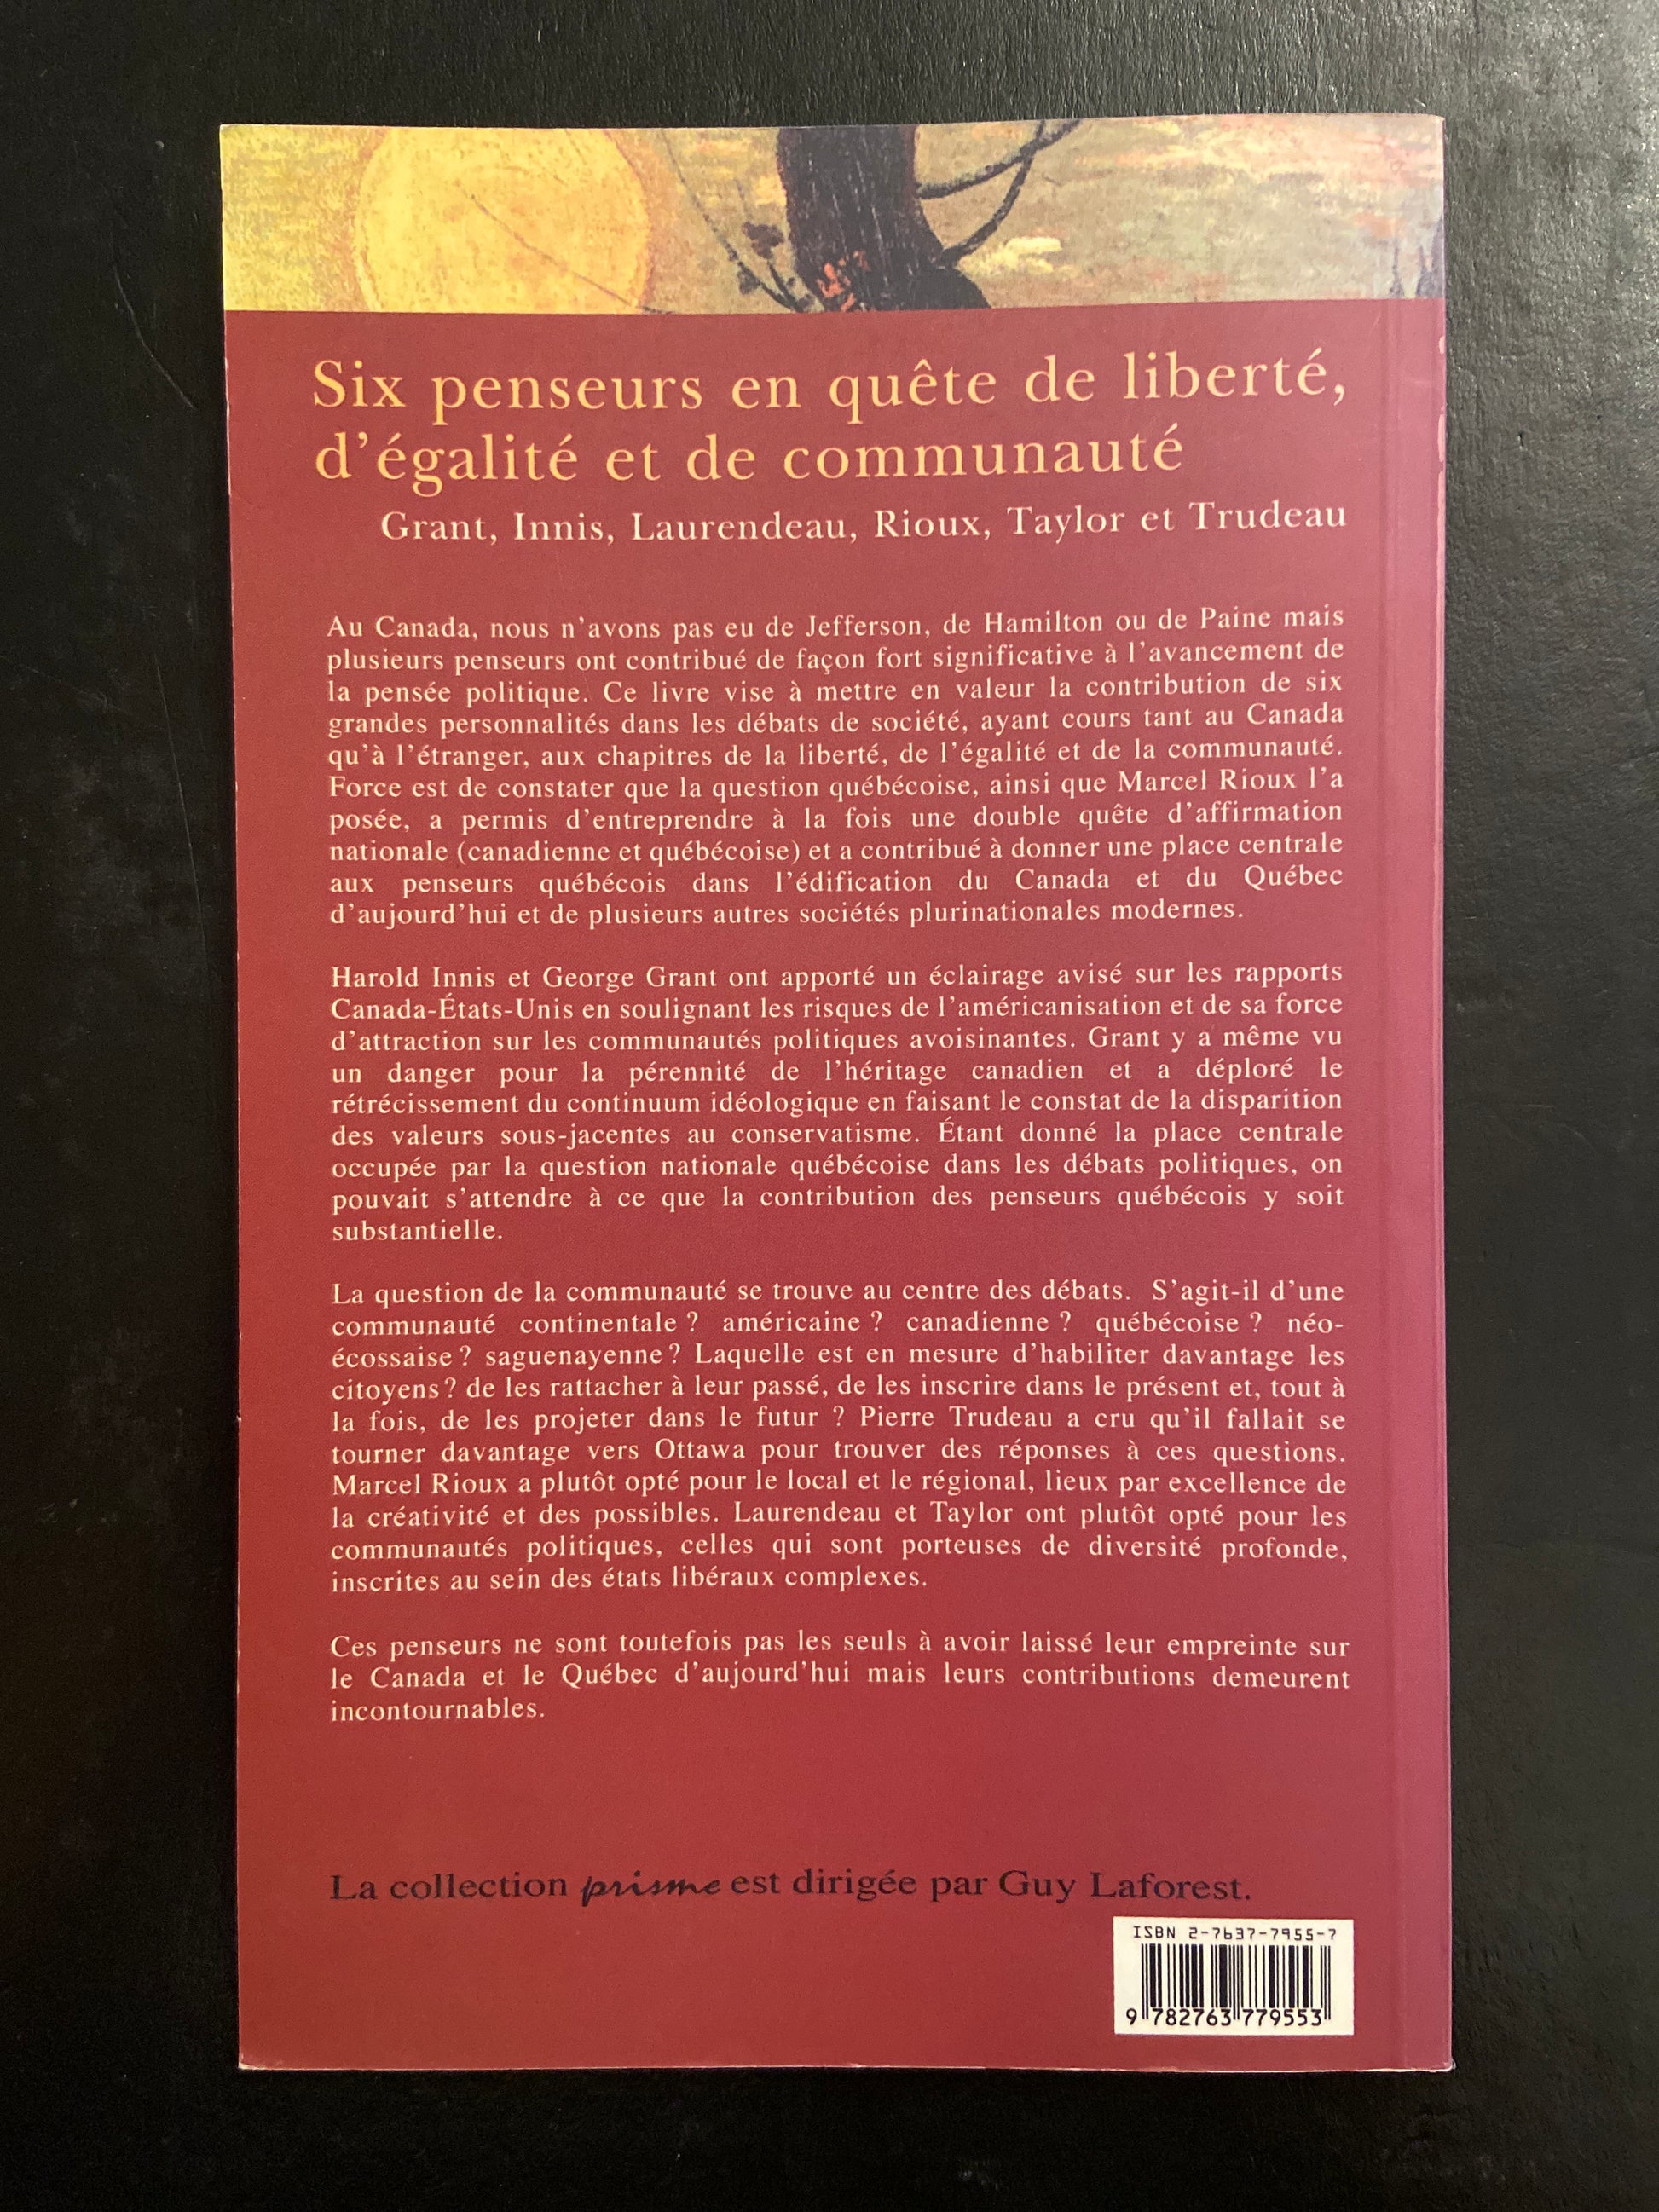 Six penseurs en quête de liberté,
d'égalité et de communauté
Grant, Innis, Laurendeau, Rioux, Taylor et Trudeau
Au Canada, nous n'avons pas eu de Jefferson, de Hamilton ou de Paine mais
plusieurs penseurs ont contribué de façon fort significative à l'avancement de
la pensée politique. Ce livre vise à mettre en valeur la contribution de six
grandes personnalités dans les débats de société, ayant cours tant au Canada
qu'à l'étranger, aux chapitres de la liberté, de l'égalité et de la communauté.
Force est de constater que la question québécoise, ainsi que Marcel Rioux l'a
posée, a permis d'entreprendre à la fois une double quête d'affirmation
nationale (canadienne et québécoise) et a contribué à donner une place centrale
aux penseurs québécois dans l'édification du Canada et du Québec
d'aujourd'hui et de plusieurs autres sociétés plurinationales modernes.
Harold Innis et George Grant ont apporté un éclairage avisé sur les rapports
Canada-États-Unis en soulignant les risques de l'américanisation et de sa force
d'attraction sur les communautés politiques avoisinantes. Grant y a même vu
un danger pour la pérennité de l'héritage canadien et a déploré le
rétrécissement du continuum idéologique en faisant le constat de la disparition
des valeurs sous-jacentes au conservatisme. Étant donné la place centrale
occupée par la question nationale québécoise dans les débats politiques, on
pouvait s'attendre à ce que la contribution des penseurs québécois y soit
substantielle.
La question de la communauté se trouve au centre des débats. S'agit-il d'une
communauté continentale ? américaine ? canadienne ? québécoise ? néo-
écossaise ? saguenayenne ? Laquelle est en mesure d'habiliter davantage les
citoyens ? de les rattacher à leur passé, de les inscrire dans le présent et, tout à
la fois, de les projeter dans le futur ? Pierre Trudeau a cru qu'il fallait se
tourner davantage vers Ottawa pour trouver des réponses à ces questions.
Marcel Rioux a plutôt opté pour le local et le régional, lieux par excellence de
la créativité et des possibles. Laurendeau et Taylor ont plutôt opté pour les
communautés politiques, celles qui sont porteuses de diversité profonde,
inscrites au sein des états libéraux complexes.
Ces penseurs ne sont toutefois pas les seuls à avoir laissé leur empreinte sur
le Canada et le Québec d'aujourd'hui mais leurs contributions demeurent
incontournables.
La collection prisme est dirigée par Guy Laforest.
ISBN 2-7637-7955-7
9 782763 779553